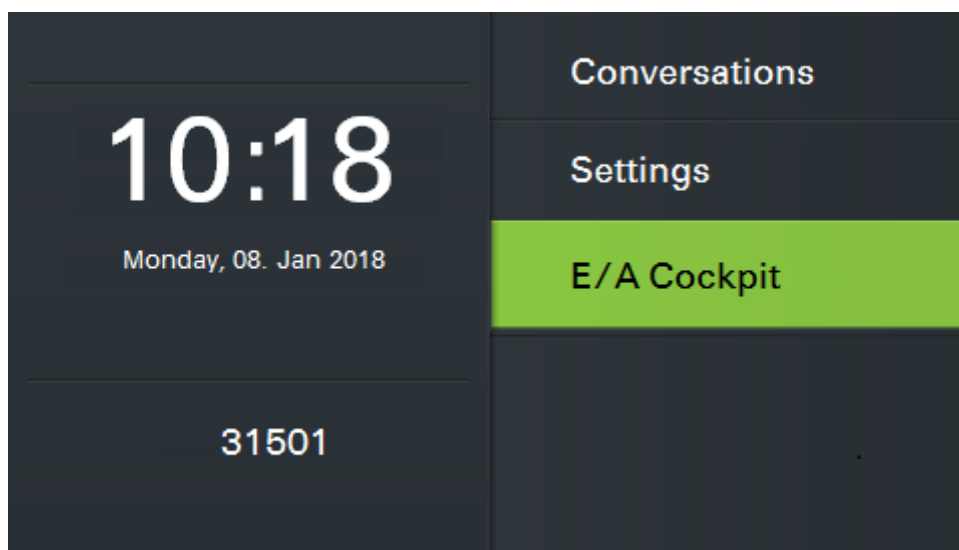 10:18
Monday, 08. Jan 2018
31501
Conversations
Settings
E/A Cockpit